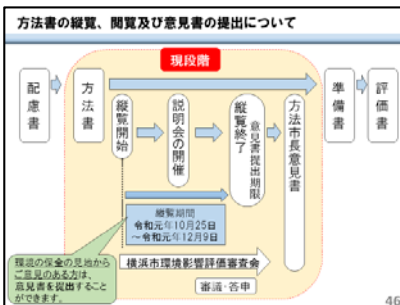 方法書の縦覧、閲覧及び意見書の提出について
現段階
配慮書
方法書
縦覧開始
説明会の開催
縦覧終了
意見書提出期限
方法市長意見書
準備書
評価書
縦覧期間
令和元年10月25日
～令和元年12月9日
環境の保全の見地から
ご意見のある方は、
意見書を提出すること
ができます。
横浜市環境影響評価審査会
審議・答申
46